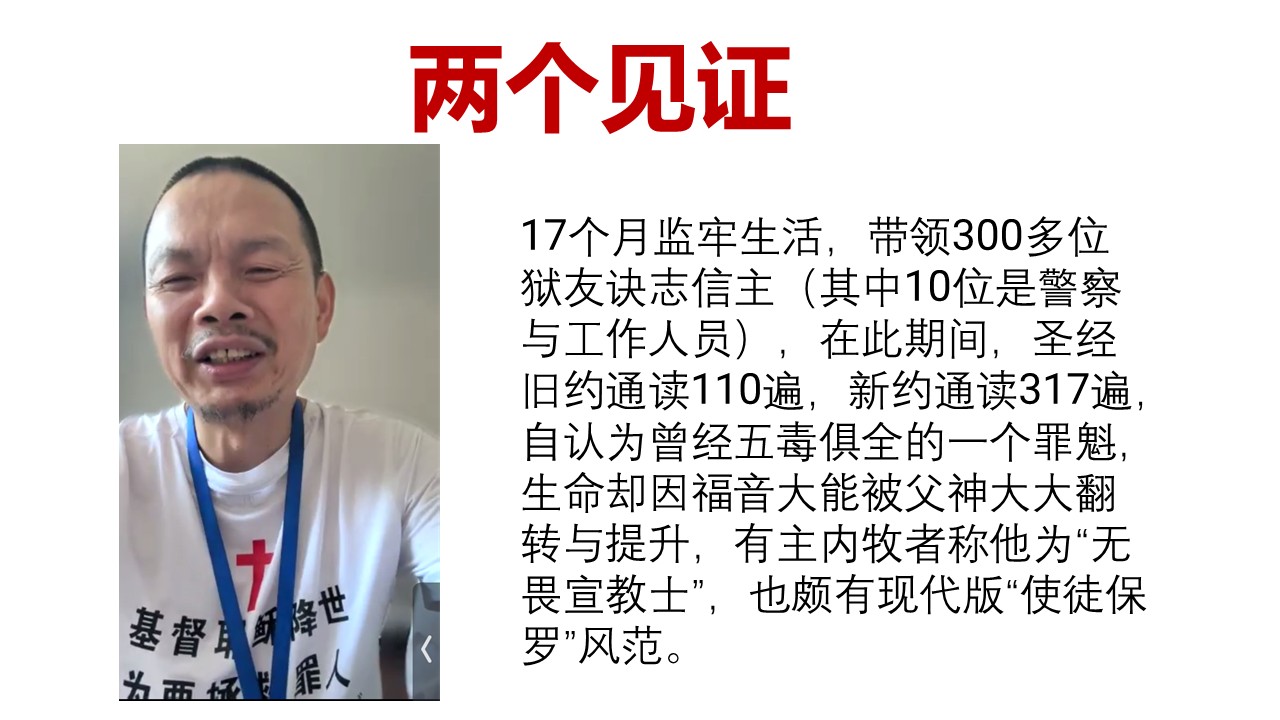 两个见证
17个月监牢生活，带领300多位
狱友诀志信主（其中10位是警察
与工作人员），在此期间，圣经
旧约通读110遍，新约通读317遍，
自认为曾经五毒俱全的一个罪魁，
生命却因福音大能被父神大大翻
转与提升，有主内牧者称他为“无
畏宣教士”，也颇有现代版“使徒保
罗”风范。
基督耶稣降世
为要拯救罪人